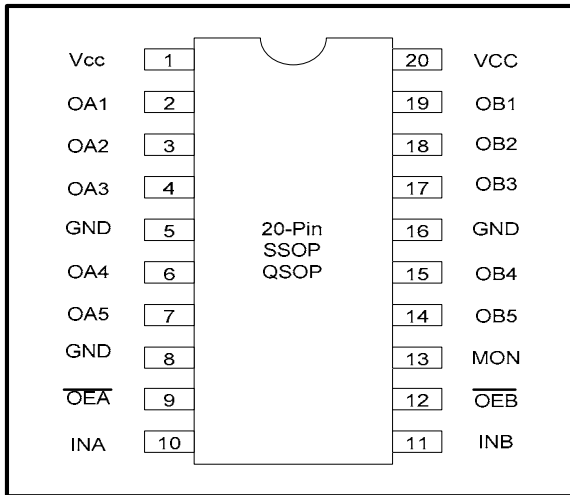 Vcc 1 20 VCC
OA1 2 19 OB1
OA2 3 18 OB2
OA3 4 17 OB3
GND 5 16 GND
20-Pin
SSOP
QSOP
OA4 6 15 OB4
OA5 7 14 OB5
GND 8 13 MON
OEA 9 12 OEB
INA 10 11 INB